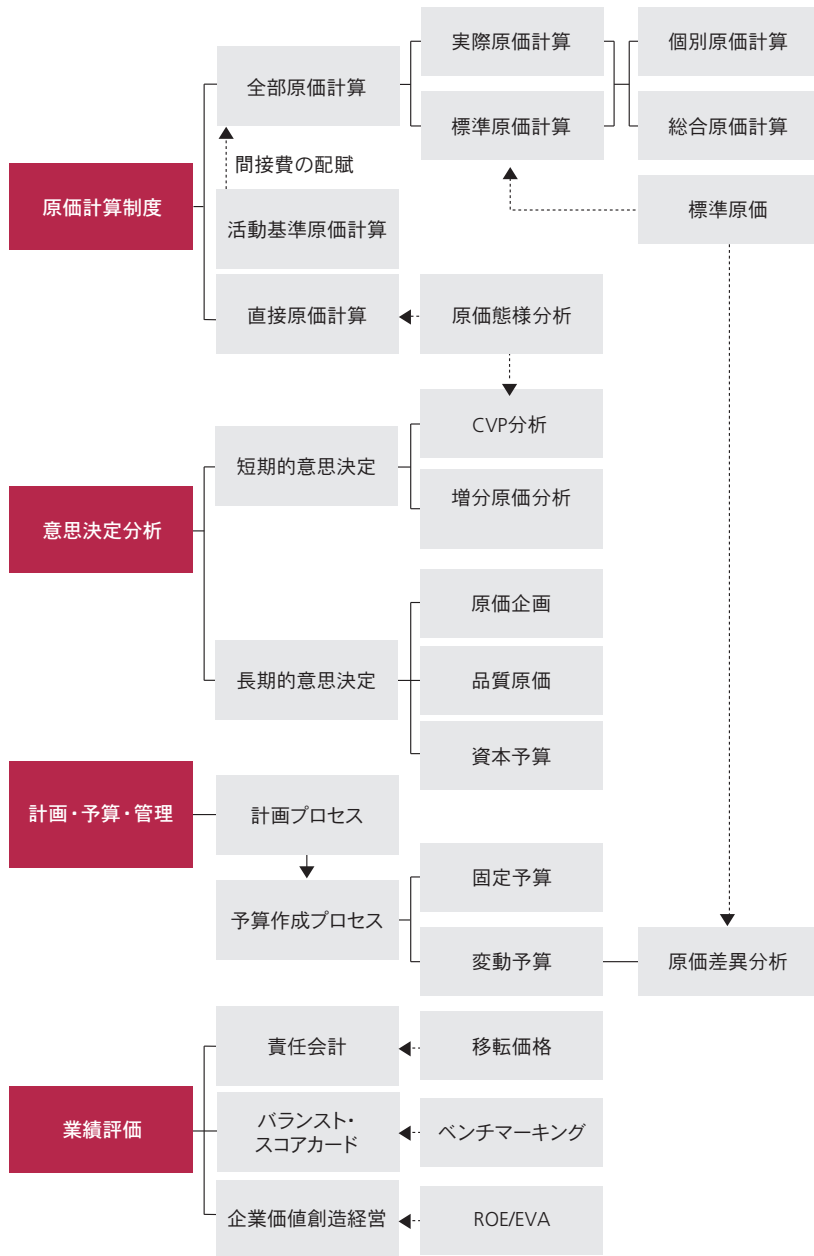 実際原価計算
個別原価計算
全部原価計算
標準原価計算
総合原価計算
間接費の配賦
原価計算制度
標準原価
活動基準原価計算
直接原価計算
原価態様分析
CVP分析
短期的意思決定
増分原価分析
意思決定分析
原価企画
長期的意思決定
品質原価
資本予算
計画・予算・管理
計画プロセス
固定予算
予算作成プロセス
変動予算
原価差異分析
責任会計
移転価格
業績評価
バランスト・
スコアカード
ベンチマーキング
企業価値創造経営
ROE/EVA